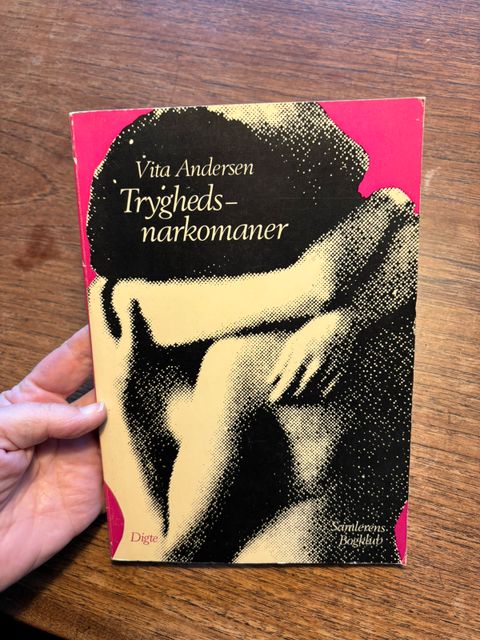 Vita Andersen
Trygheds-
narkomaner
Digte
Samlerens
Bogklub